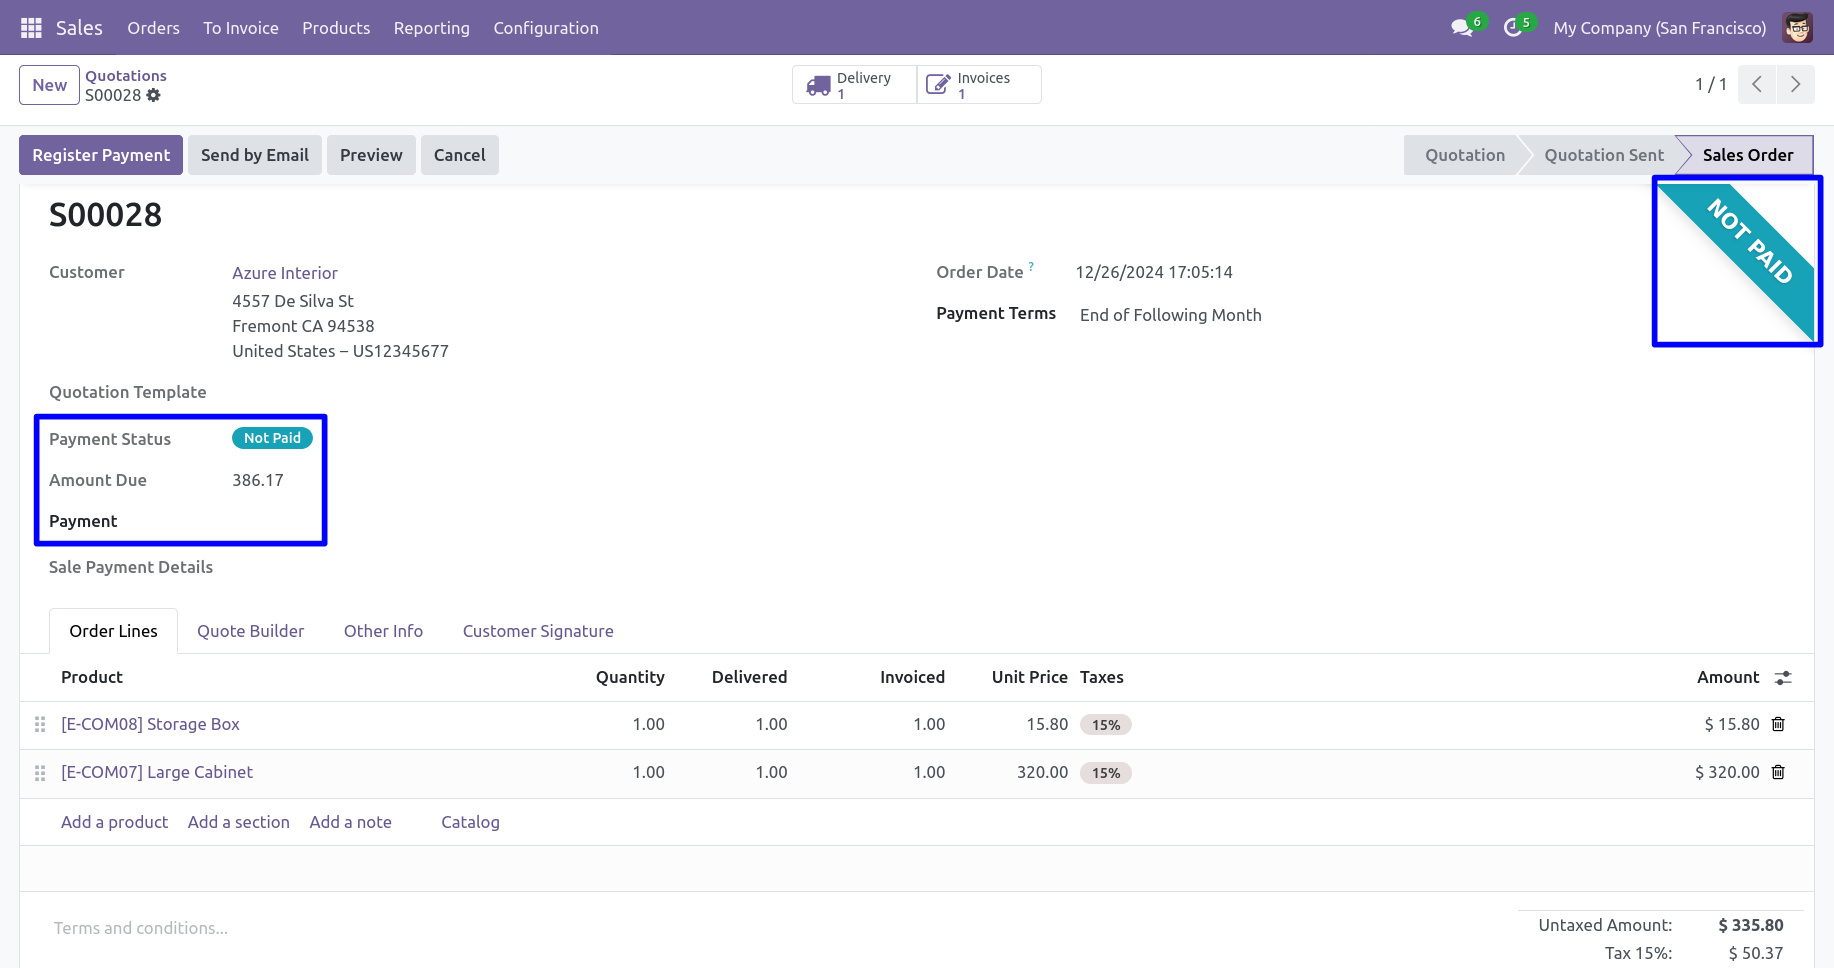 Sales Orders To Invoice Products Reporting Configuration 6 5 My Company (San Francisco)
New Quotations Delivery Invoices
S00028 1 1 1 / 1
Register Payment Send by Email Preview Cancel Quotation Quotation Sent Sales Order
S00028 NOT PAID
Customer Azure Interior Order Date ? 12/26/2024 17:05:14
4557 De Silva St
Fremont CA 94538 Payment Terms End of Following Month
United States – US12345677
Quotation Template
Payment Status Not Paid
Amount Due 386.17
Payment
Sale Payment Details
Order Lines Quote Builder Other Info Customer Signature
Product Quantity Delivered Invoiced Unit Price Taxes Amount
[E-COM08] Storage Box 1.00 1.00 1.00 15.80 15% $ 15.80
[E-COM07] Large Cabinet 1.00 1.00 1.00 320.00 15% $ 320.00
Add a product Add a section Add a note Catalog
Terms and conditions... Untaxed Amount: $ 335.80
Tax 15%: $ 50.37